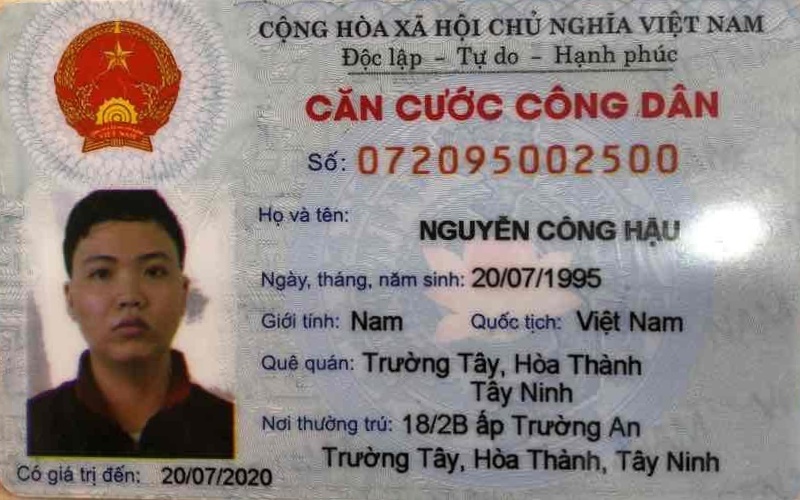 CỘNG HÒA XÃ HỘI CHỦ NGHĨA VIỆT NAM
Độc lập - Tự do - Hạnh phúc
CĂN CƯỚC CÔNG DÂN
Số: 072095002500
Họ và tên: NGUYỄN CÔNG HẬU
Ngày, tháng, năm sinh: 20/07/1995
Giới tính: Nam Quốc tịch: Việt Nam
Quê quán: Trường Tây, Hòa Thành
Tây Ninh
Nơi thường trú: 18/2B ấp Trường An
Trường Tây, Hòa Thành, Tây Ninh
Có giá trị đến: 20/07/2020